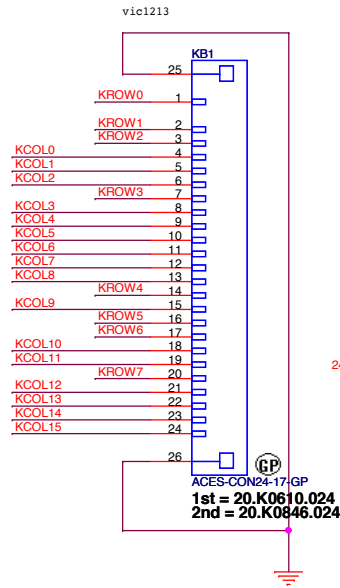 vic1213
KB1
25
KROW0 1
KROW1 2
KROW2 3
KCOL0 4
KCOL1 5
KCOL2 6
KROW3 7
KCOL3 8
KCOL4 9
KCOL5 10
KCOL6 11
KCOL7 12
KCOL8 13
KROW4 14
KCOL9 15
KROW5 16
KROW6 17
KCOL10 18
KCOL11 19
KROW7 20
KCOL12 21
KCOL13 22
KCOL14 23
KCOL15 24
26
GP
ACES-CON24-17-GP
1st = 20.K0610.024
2nd = 20.K0846.024